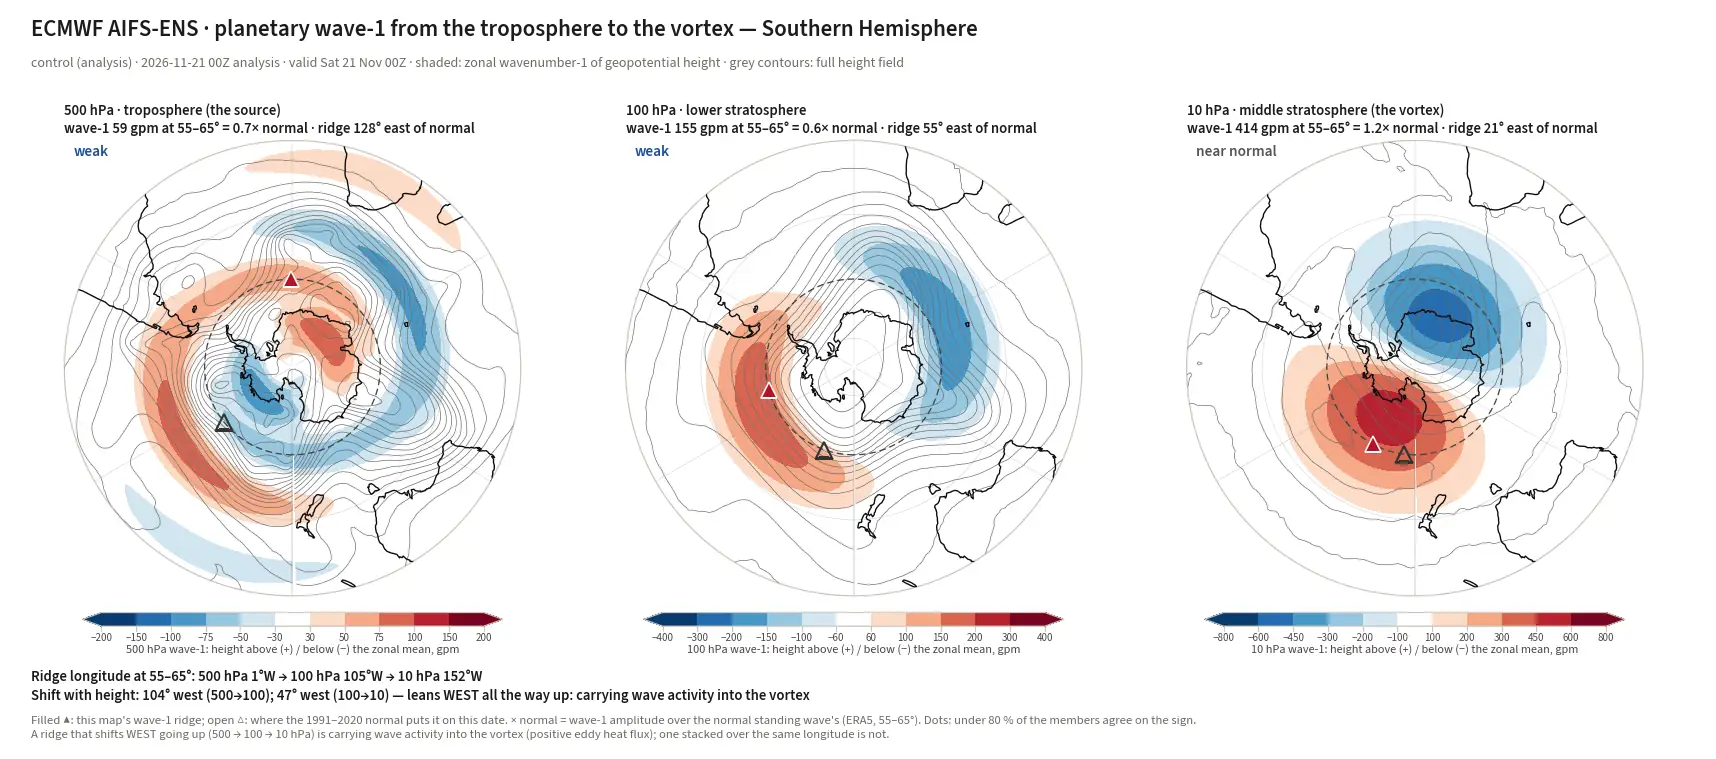 ECMWF AIFS-ENS · planetary wave-1 from the troposphere to the vortex — Southern Hemisphere
control (analysis) · 2026-11-21 00Z analysis · valid Sat 21 Nov 00Z · shaded: zonal wavenumber-1 of geopotential height · grey contours: full height field
500 hPa · troposphere (the source)
wave-1 59 gpm at 55–65° = 0.7× normal · ridge 128° east of normal
weak
100 hPa · lower stratosphere
wave-1 155 gpm at 55–65° = 0.6× normal · ridge 55° east of normal
weak
10 hPa · middle stratosphere (the vortex)
wave-1 414 gpm at 55–65° = 1.2× normal · ridge 21° east of normal
near normal
−200 −150 −100 −75 −50 −30 30 50 75 100 150 200
500 hPa wave-1: height above (+) / below (−) the zonal mean, gpm
−400 −300 −200 −150 −100 −60 60 100 150 200 300 400
100 hPa wave-1: height above (+) / below (−) the zonal mean, gpm
−800 −600 −450 −300 −200 −100 100 200 300 450 600 800
10 hPa wave-1: height above (+) / below (−) the zonal mean, gpm
Ridge longitude at 55–65°: 500 hPa 1°W → 100 hPa 105°W → 10 hPa 152°W
Shift with height: 104° west (500→100); 47° west (100→10) — leans WEST all the way up: carrying wave activity into the vortex
Filled ▲: this map's wave-1 ridge; open △: where the 1991–2020 normal puts it on this date. × normal = wave-1 amplitude over the normal standing wave's (ERA5, 55–65°). Dots: under 80 % of the members agree on the sign.
A ridge that shifts WEST going up (500 → 100 → 10 hPa) is carrying wave activity into the vortex (positive eddy heat flux); one stacked over the same longitude is not.